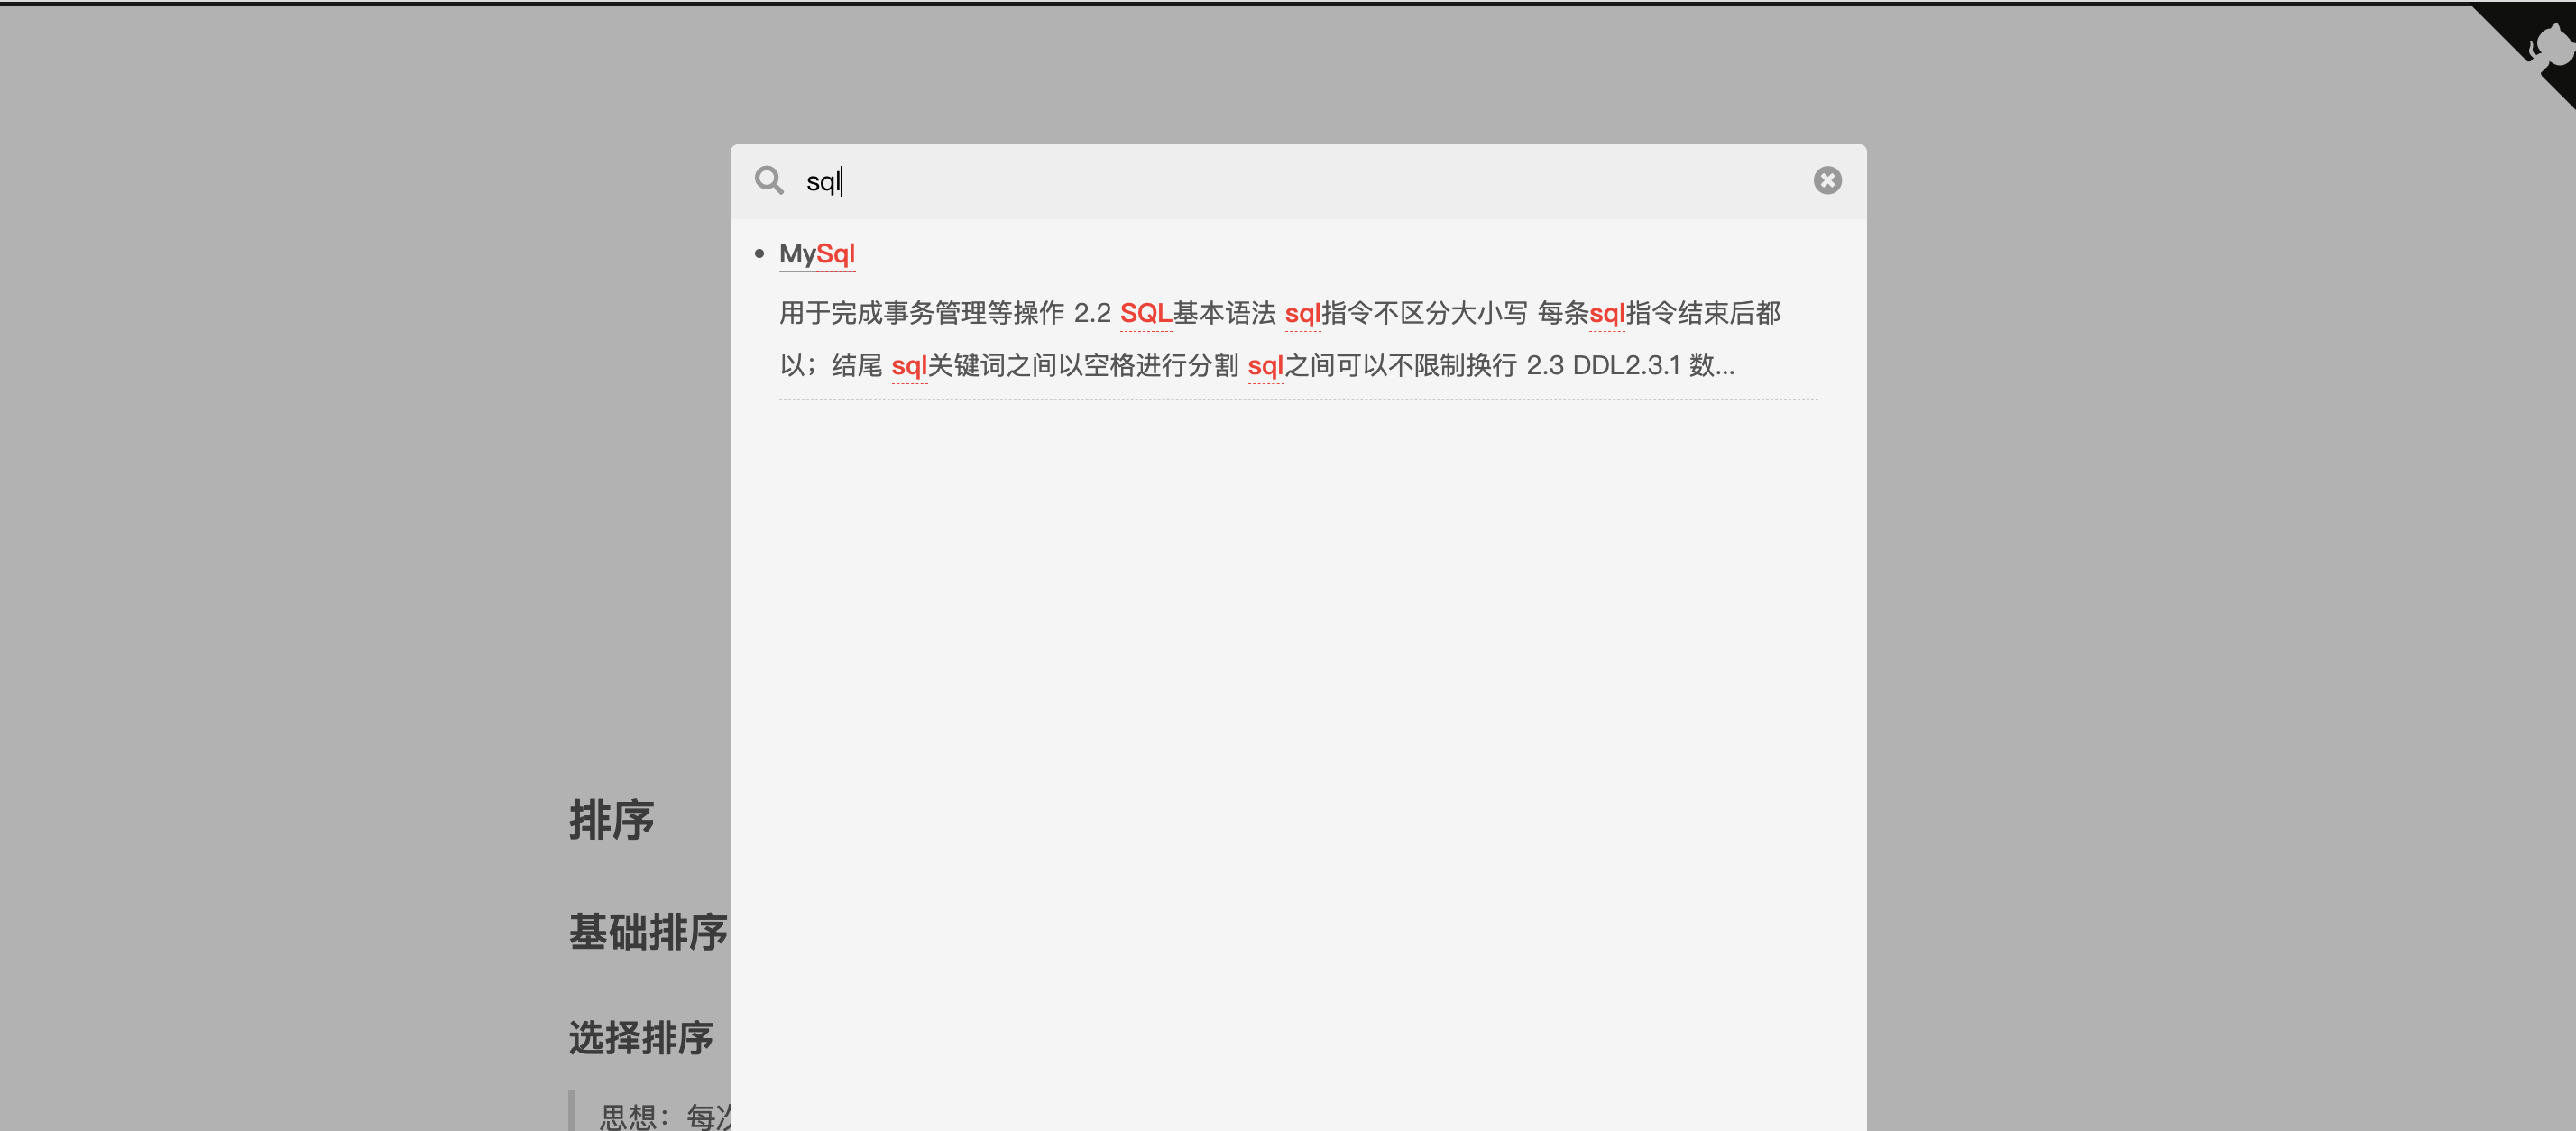 sql
MySql
用于完成事务管理等操作 2.2 SQL基本语法 sql指令不区分大小写 每条sql指令结束后都
以；结尾 sql关键词之间以空格进行分割 sql之间可以不限制换行 2.3 DDL2.3.1 数...
排序
基础排序
选择排序
思想：每次